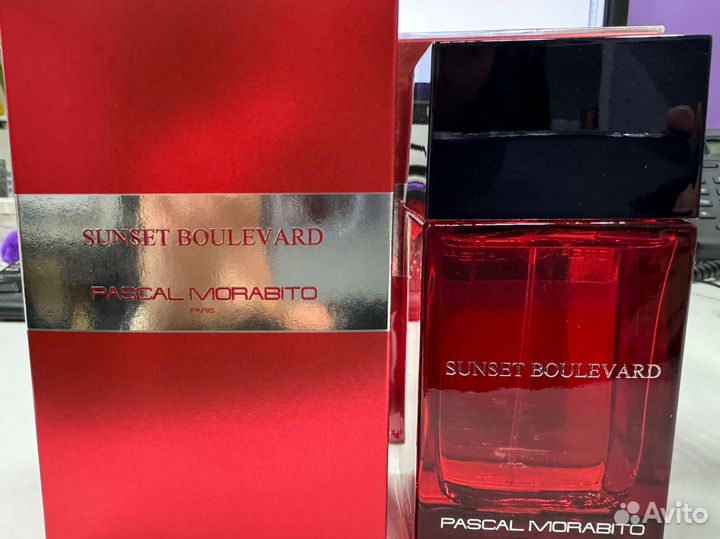 SUNSET BOULEVARD
PASCAL MORABITO
PARIS
SUNSET BOULEVARD
PASCAL MORABITO
Avito